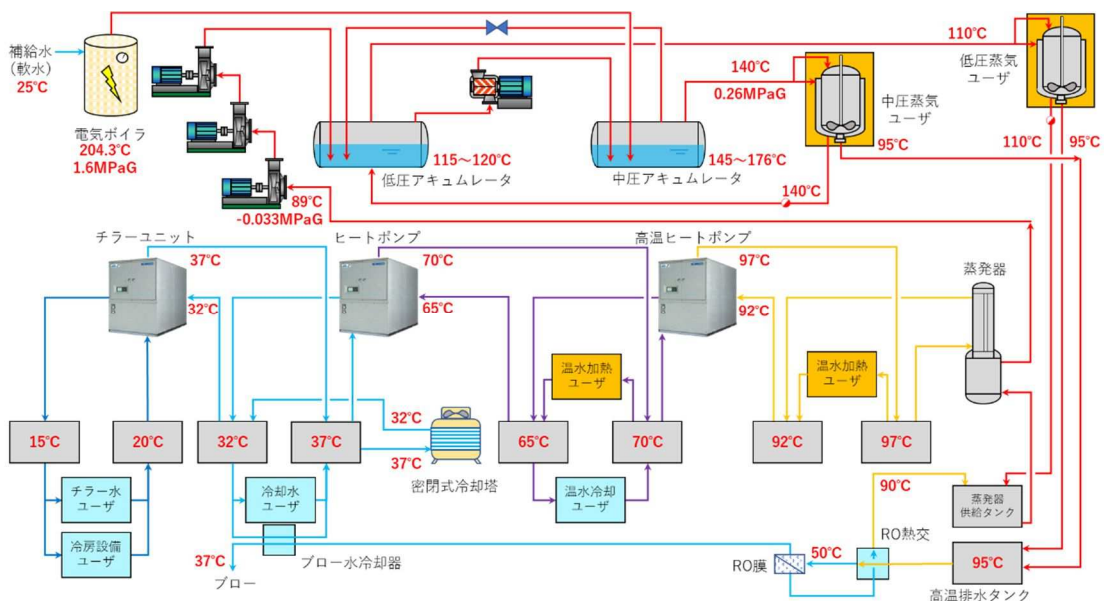 補給水
(軟水)
25℃
電気ボイラ
204.3℃
1.6MPaG
89℃
-0.033MPaG
115～120℃
低圧アキュムレータ
145～176℃
中圧アキュムレータ
140℃
0.26MPaG
中圧蒸気
ユーザ
95℃
140℃
110℃
低圧蒸気
ユーザ
110℃
95℃
チラーユニット
37℃
32℃
ヒートポンプ
70℃
65℃
高温ヒートポンプ
97℃
92℃
蒸発器
温水加熱
ユーザ
温水加熱
ユーザ
15℃
20℃
32℃
37℃
32℃
37℃
密閉式冷却塔
65℃
70℃
92℃
97℃
チラー水
ユーザ
冷房設備
ユーザ
冷却水
ユーザ
ブロー水冷却器
温水冷却
ユーザ
90℃
蒸発器
供給タンク
RO熱交
37℃
ブロー
RO膜
50℃
95℃
高温排水タンク